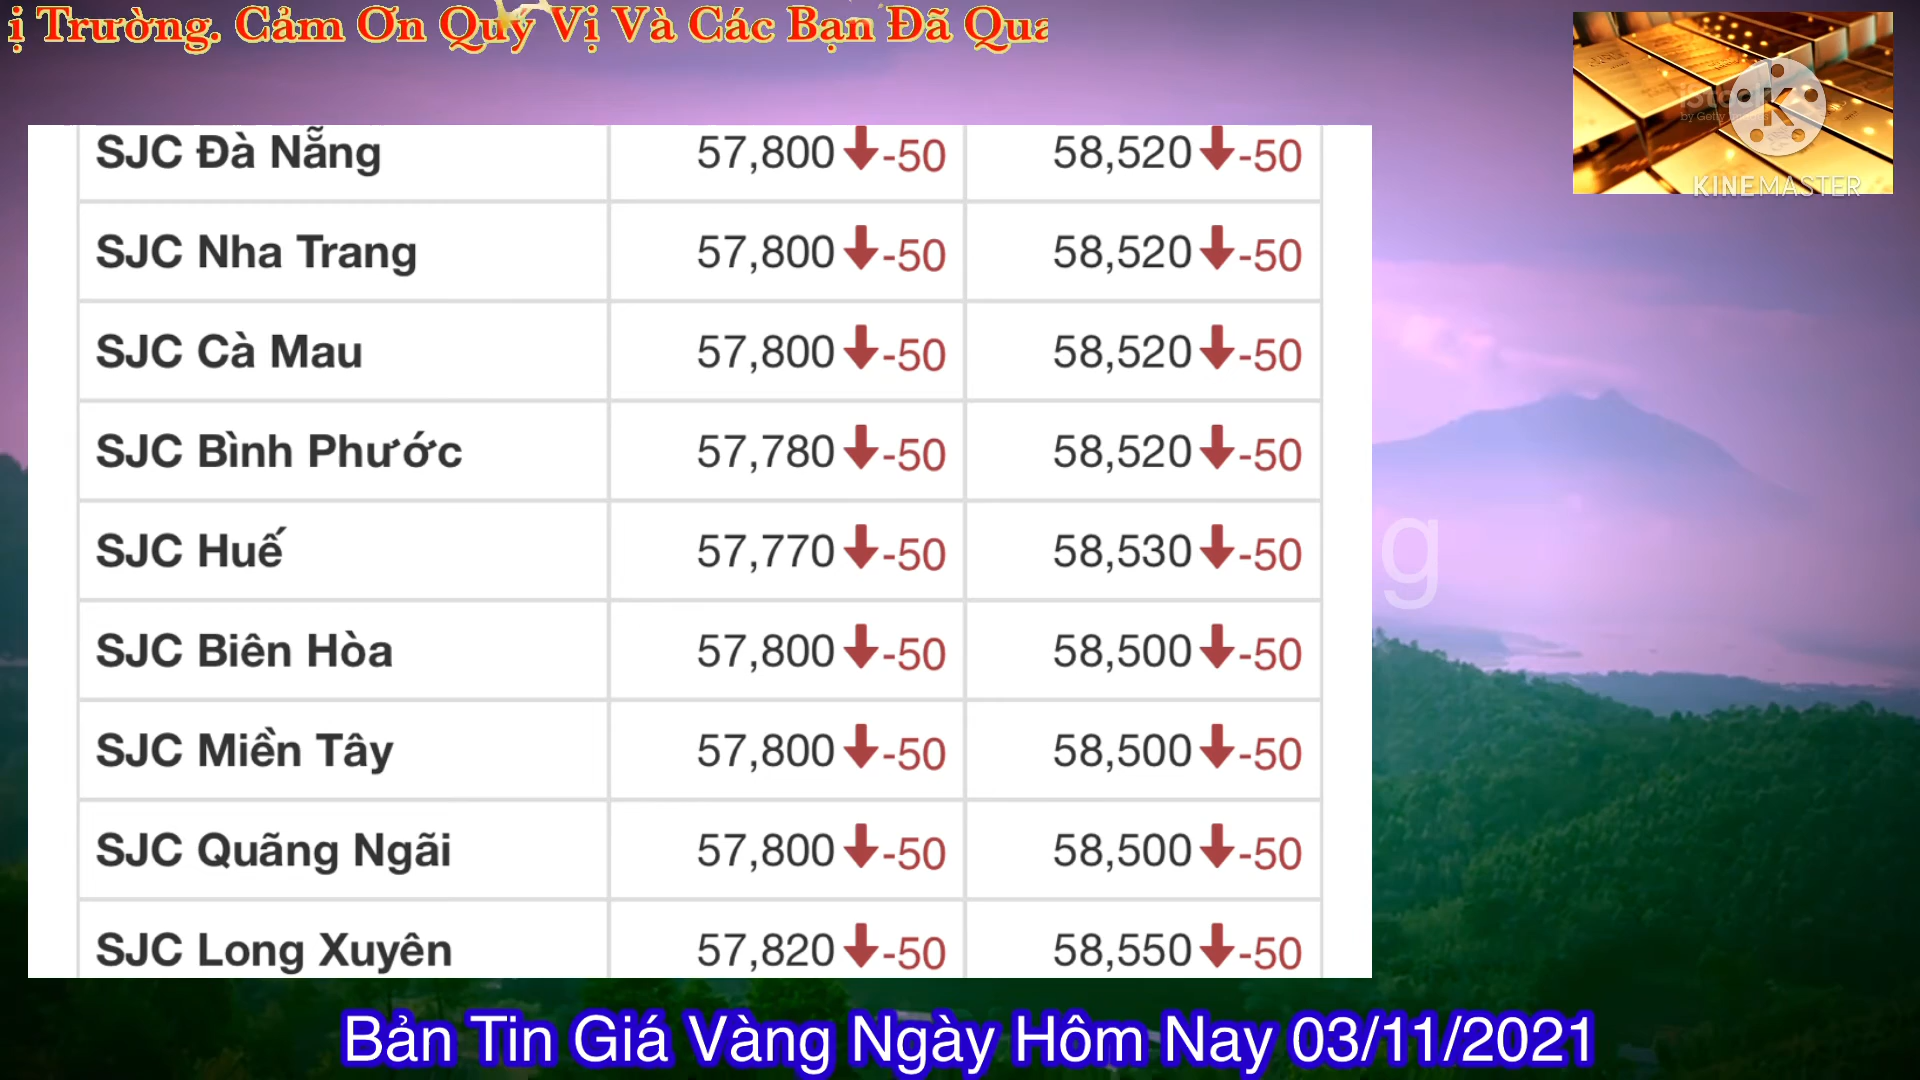 ị Trường. Cảm Ơn Quý Vị Và Các Bạn Đã Qua
SJC Đà Nẵng 57,800 -50 58,520 -50
SJC Nha Trang 57,800 -50 58,520 -50
SJC Cà Mau 57,800 -50 58,520 -50
SJC Bình Phước 57,780 -50 58,520 -50
SJC Huế 57,770 -50 58,530 -50
SJC Biên Hòa 57,800 -50 58,500 -50
SJC Miền Tây 57,800 -50 58,500 -50
SJC Quãng Ngãi 57,800 -50 58,500 -50
SJC Long Xuyên 57,820 -50 58,550 -50
g
K
by Getty
KINEMASTER
Bản Tin Giá Vàng Ngày Hôm Nay 03/11/2021